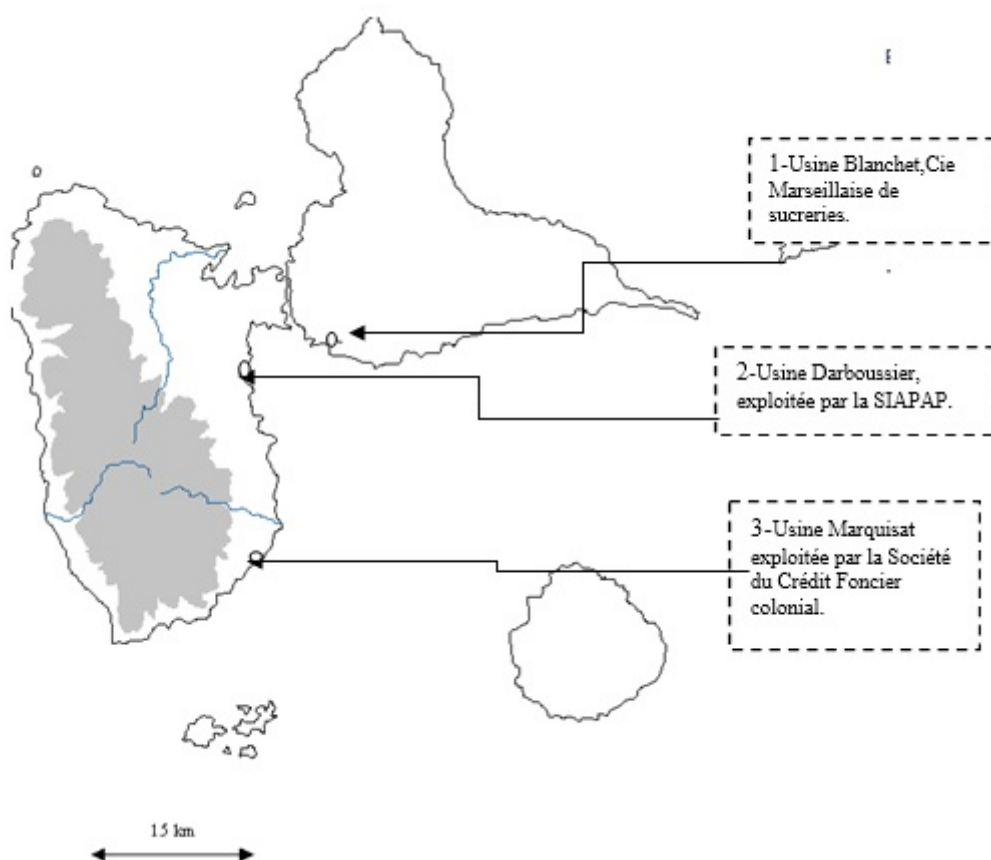 E
1-Usine Blanchet,Cie
Marseillaise de
sucreries.
2-Usine Darboussier,
exploitée par la SIAPAP.
3-Usine Marquisat
exploitée par la Société
du Crédit Foncier
colonial.
15 km